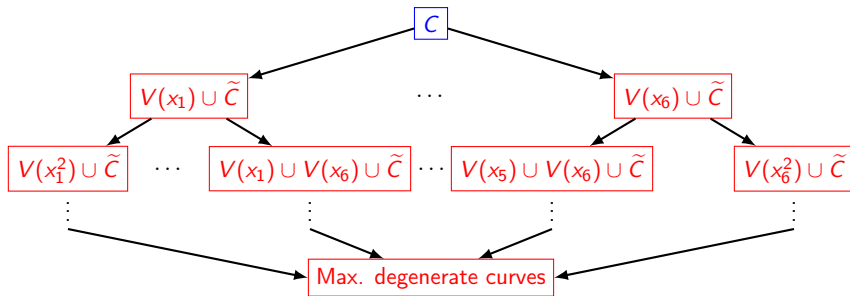 C
V(x₁) ∪ C̃ ⋯ V(x₆) ∪ C̃
V(x₁²) ∪ C̃ ⋯ V(x₁) ∪ V(x₆) ∪ C̃ ⋯ V(x₅) ∪ V(x₆) ∪ C̃ V(x₆²) ∪ C̃
⋮ ⋮ ⋮ ⋮
Max. degenerate curves